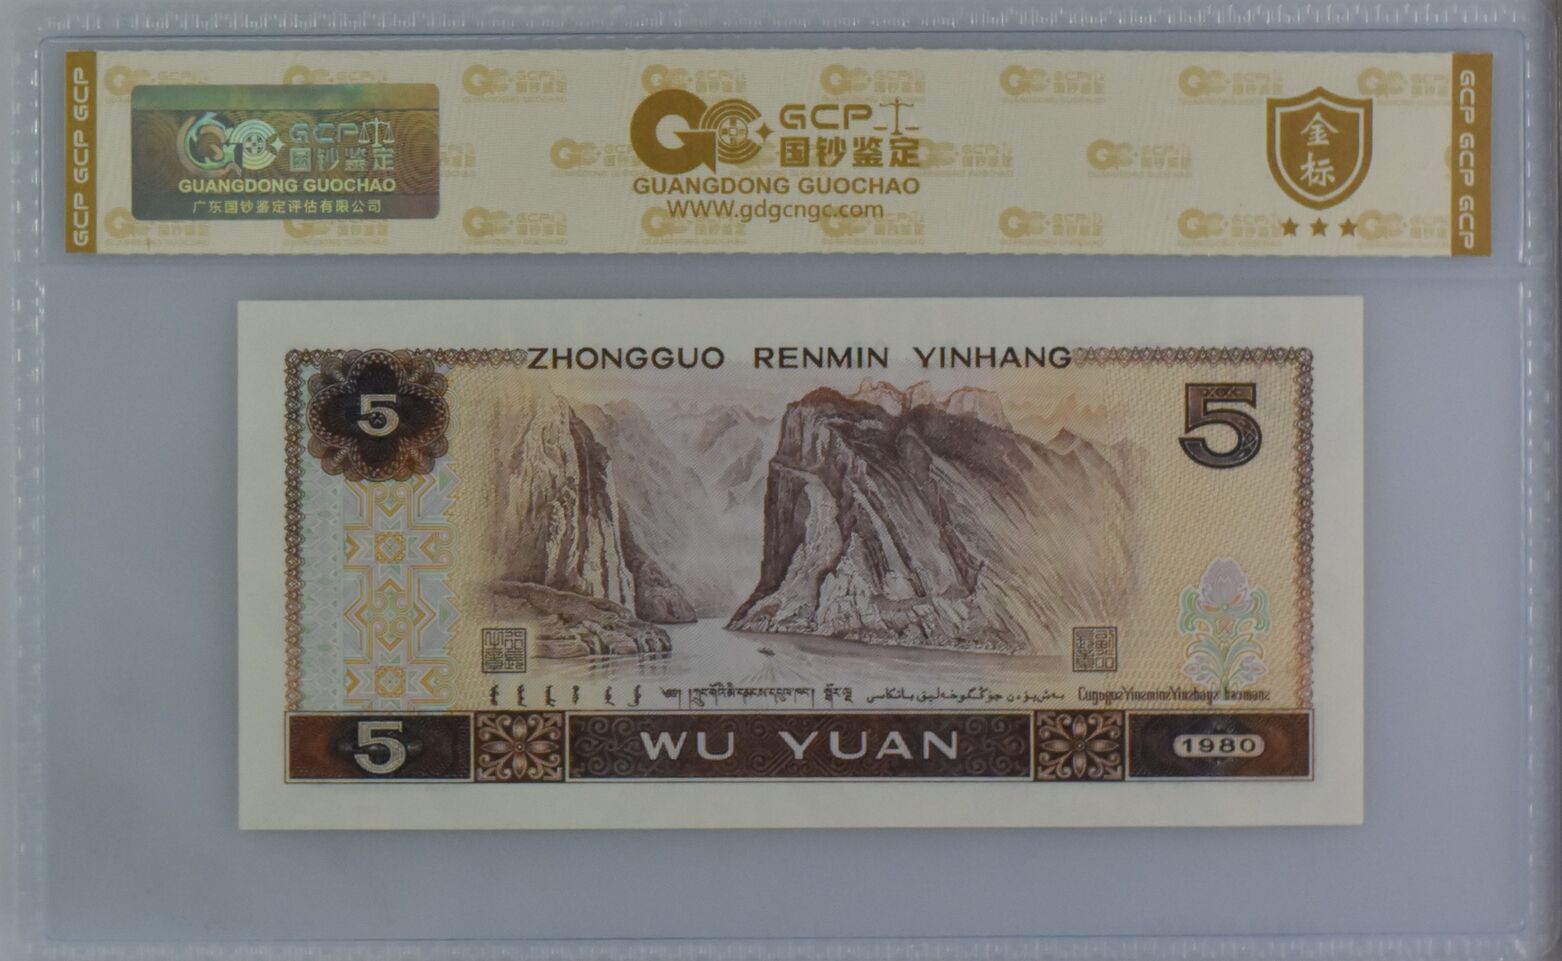 GCP GCP GCP
GCP
国钞鉴定
GUANGDONG GUOCHAO
广东国钞鉴定评估有限公司
GCP
国钞鉴定
GUANGDONG GUOCHAO
WWW.gdgcngc.com
金
标
GCP GCP GCP
ZHONGGUO RENMIN YINHANG
5
5
5
WU YUAN
1980